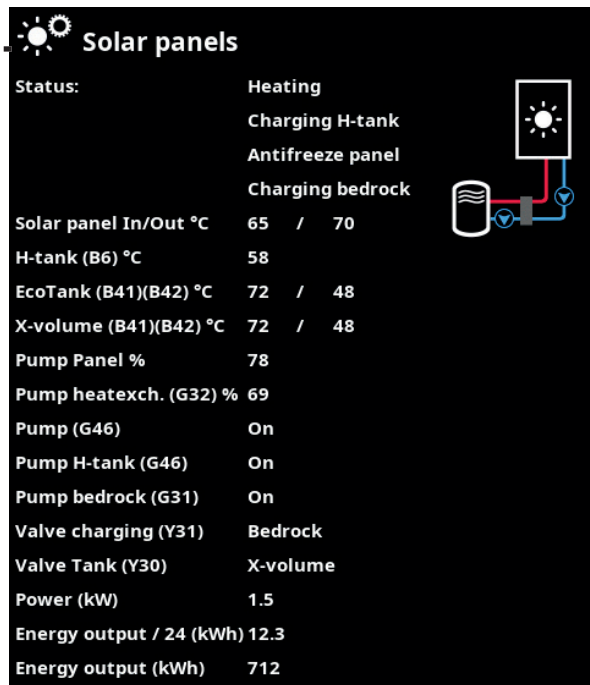 Solar panels
Status: Heating
Charging H-tank
Antifreeze panel
Charging bedrock
Solar panel In/Out °C 65 / 70
H-tank (B6) °C 58
EcoTank (B41)(B42) °C 72 / 48
X-volume (B41)(B42) °C 72 / 48
Pump Panel % 78
Pump heatexch. (G32) % 69
Pump (G46) On
Pump H-tank (G46) On
Pump bedrock (G31) On
Valve charging (Y31) Bedrock
Valve Tank (Y30) X-volume
Power (kW) 1.5
Energy output / 24 (kWh) 12.3
Energy output (kWh) 712